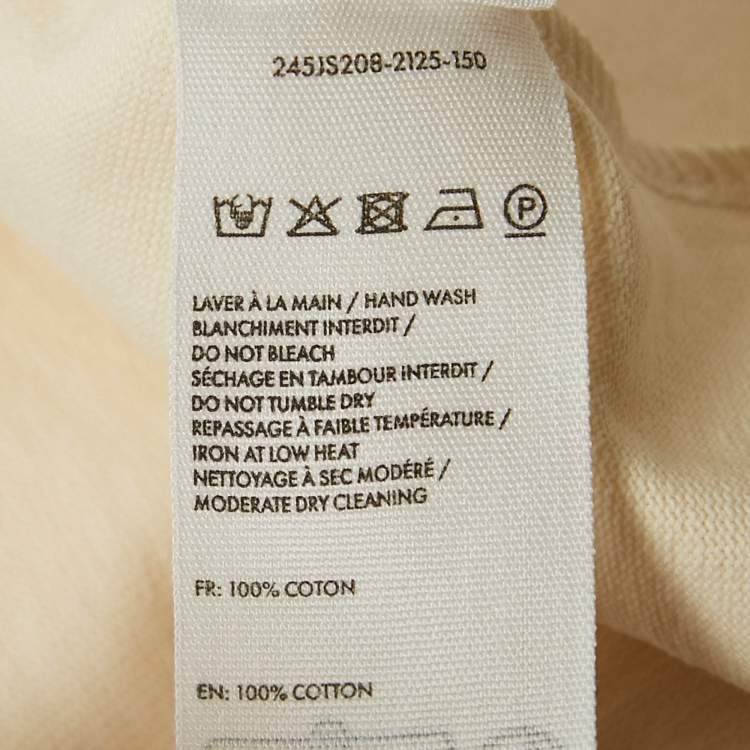 245JS208-2125-150
P
LAVER À LA MAIN / HAND WASH
BLANCHIMENT INTERDIT /
DO NOT BLEACH
SÉCHAGE EN TAMBOUR INTERDIT /
DO NOT TUMBLE DRY
REPASSAGE À FAIBLE TEMPÉRATURE /
IRON AT LOW HEAT
NETTOYAGE À SEC MODÉRÉ /
MODERATE DRY CLEANING
FR: 100% COTON
EN: 100% COTTON